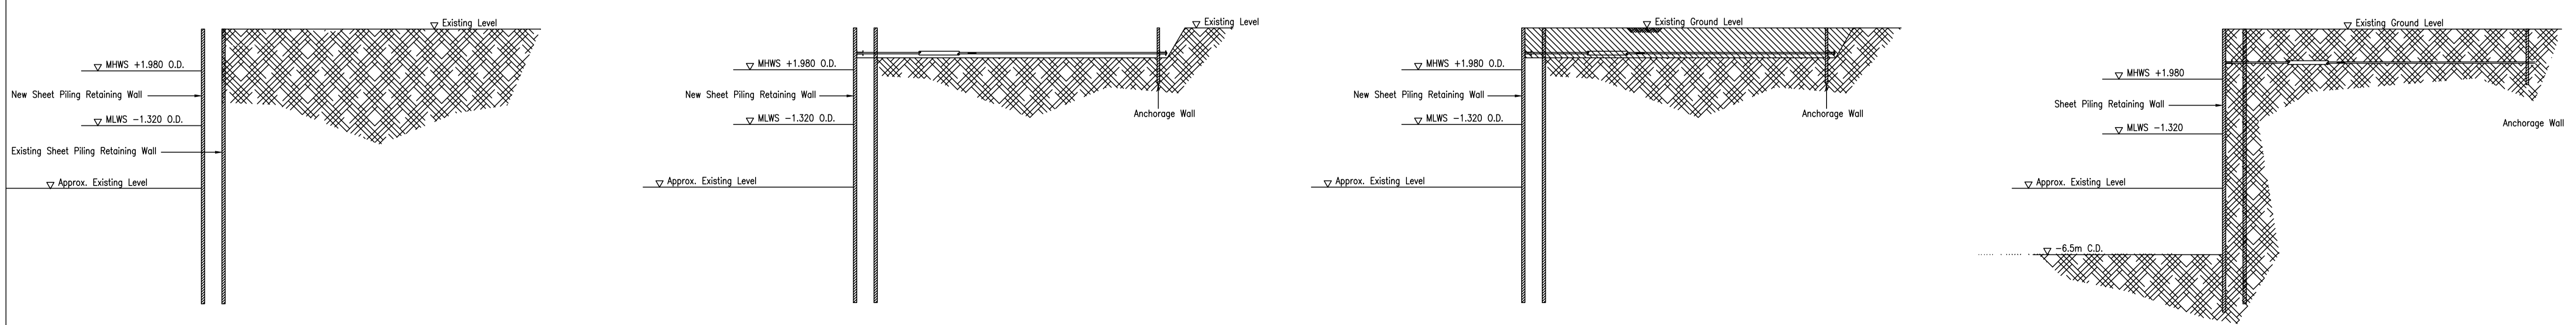 Existing Level
MHWS +1.980 O.D.
New Sheet Piling Retaining Wall
MLWS -1.320 O.D.
Existing Sheet Piling Retaining Wall
Approx. Existing Level
Existing Level
MHWS +1.980 O.D.
New Sheet Piling Retaining Wall
Anchorage Wall
MLWS -1.320 O.D.
Approx. Existing Level
Existing Ground Level
MHWS +1.980 O.D.
New Sheet Piling Retaining Wall
Anchorage Wall
MLWS -1.320 O.D.
Approx. Existing Level
Existing Ground Level
MHWS +1.980
Sheet Piling Retaining Wall
Anchorage Wall
MLWS -1.320
Approx. Existing Level
-6.5m C.D.